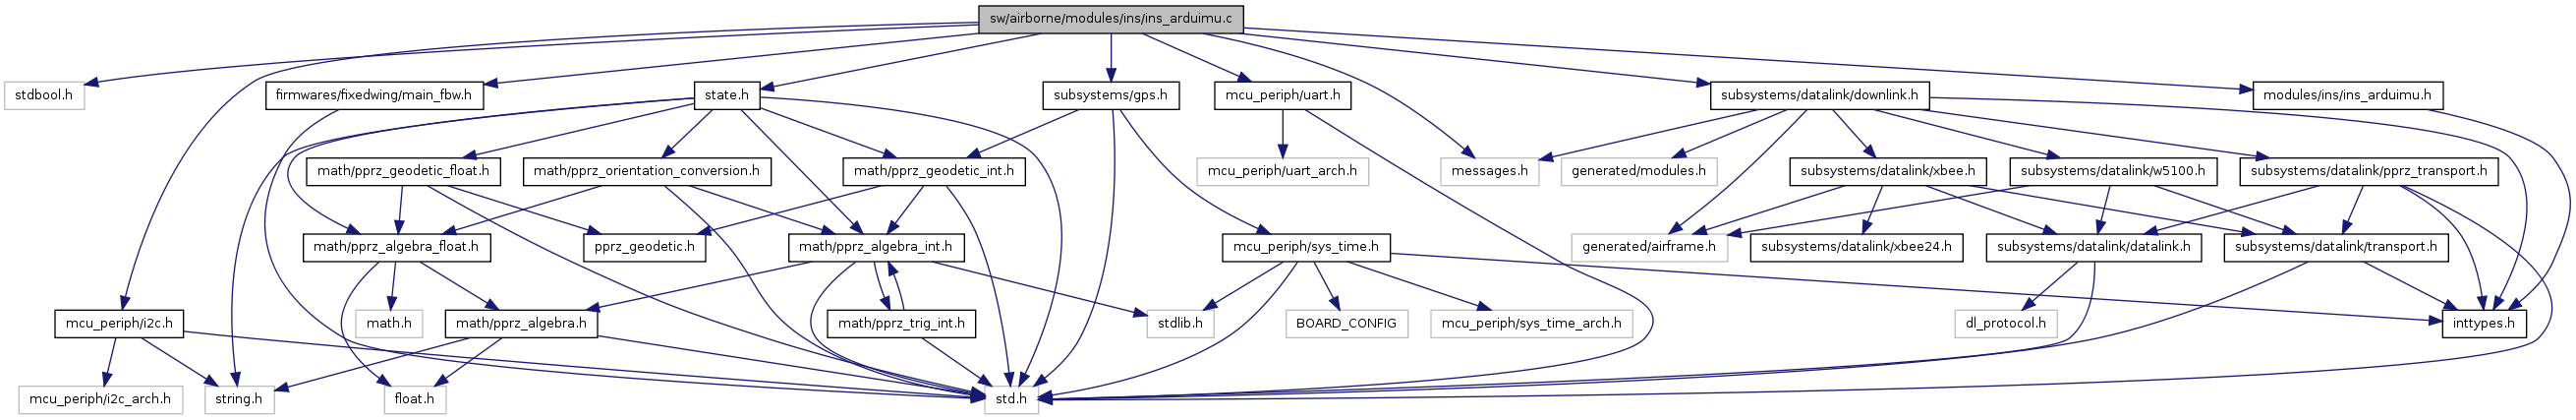 sw/airborne/modules/ins/ins_arduimu.c
stdbool.h
firmwares/fixedwing/main_fbw.h
state.h
subsystems/gps.h
mcu_periph/uart.h
subsystems/datalink/downlink.h
modules/ins/ins_arduimu.h
math/pprz_geodetic_float.h
math/pprz_orientation_conversion.h
math/pprz_geodetic_int.h
mcu_periph/uart_arch.h
messages.h
generated/modules.h
subsystems/datalink/xbee.h
subsystems/datalink/w5100.h
subsystems/datalink/pprz_transport.h
math/pprz_algebra_float.h
pprz_geodetic.h
math/pprz_algebra_int.h
mcu_periph/sys_time.h
generated/airframe.h
subsystems/datalink/xbee24.h
subsystems/datalink/datalink.h
subsystems/datalink/transport.h
mcu_periph/i2c.h
math.h
math/pprz_algebra.h
math/pprz_trig_int.h
stdlib.h
BOARD_CONFIG
mcu_periph/sys_time_arch.h
dl_protocol.h
inttypes.h
mcu_periph/i2c_arch.h
string.h
float.h
std.h